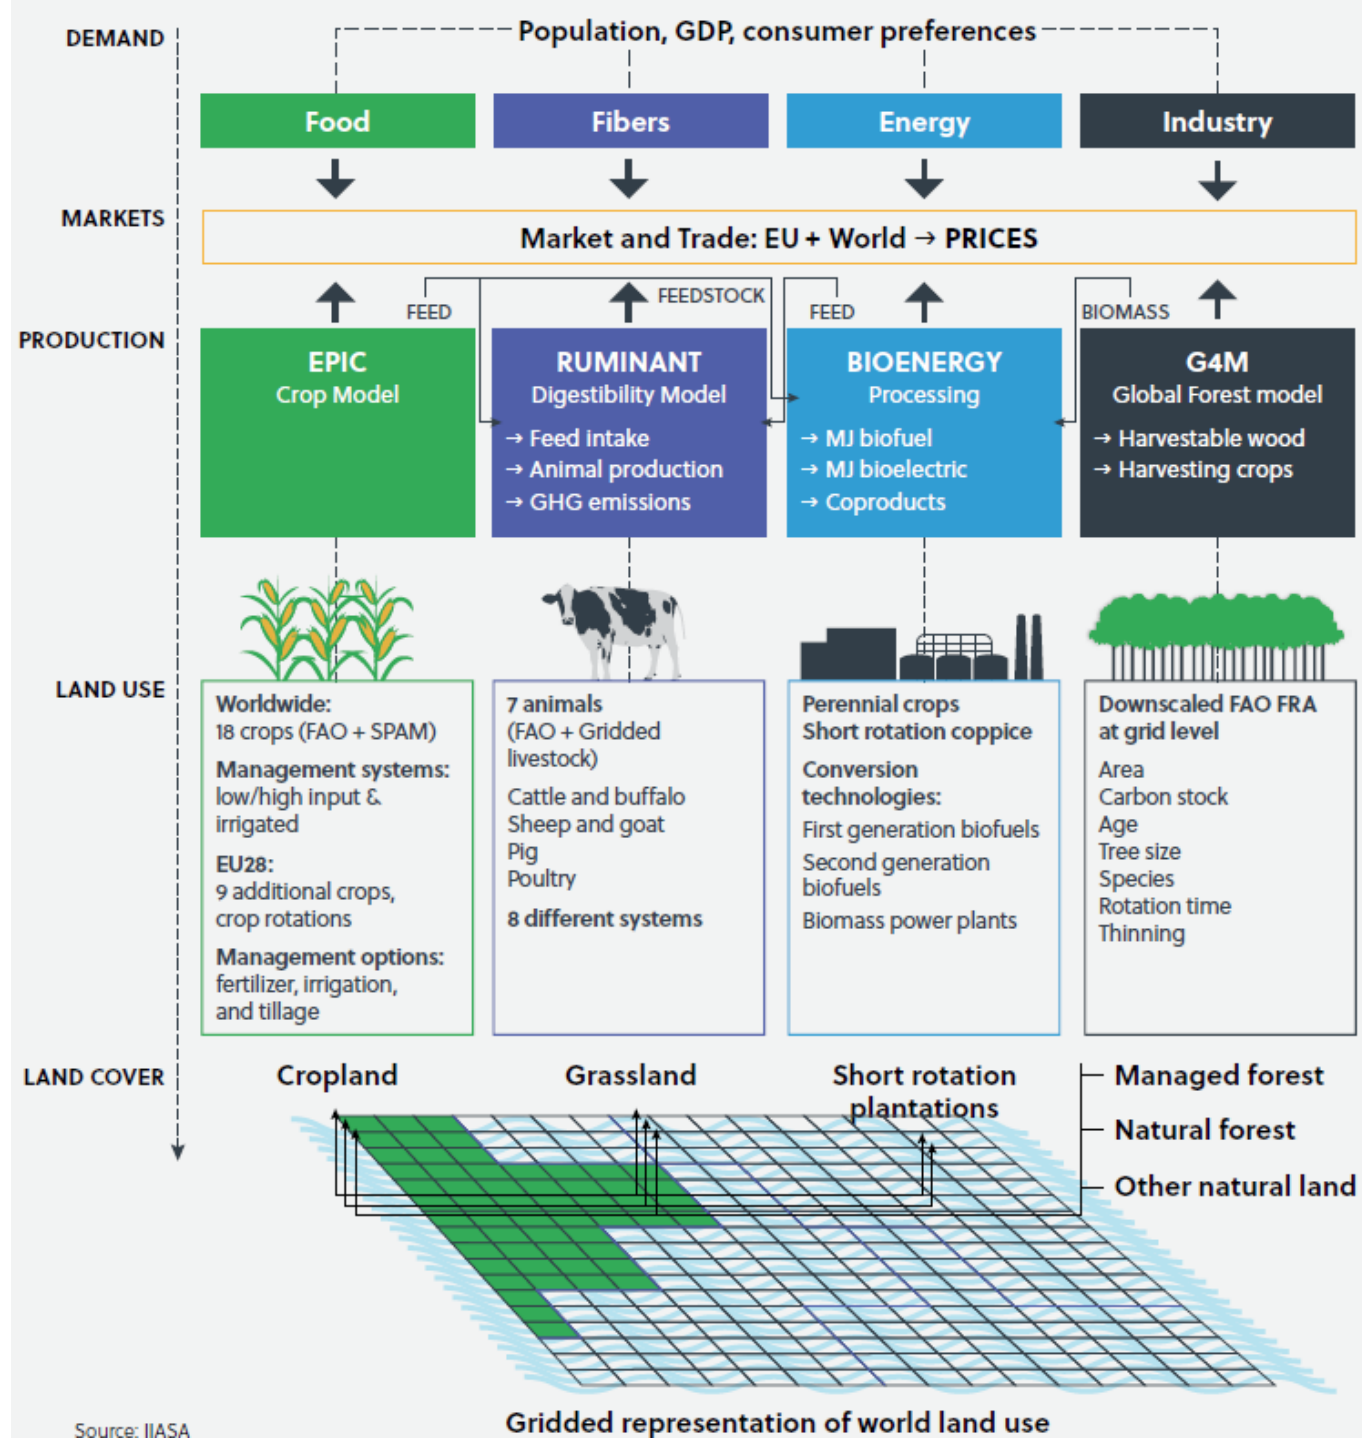 DEMAND
Population, GDP, consumer preferences
Food
Fibers
Energy
Industry
MARKETS
Market and Trade: EU + World → PRICES
FEED
FEEDSTOCK
FEED
BIOMASS
PRODUCTION
EPIC
Crop Model
RUMINANT
Digestibility Model
→ Feed intake
→ Animal production
→ GHG emissions
BIOENERGY
Processing
→ MJ biofuel
→ MJ bioelectric
→ Coproducts
G4M
Global Forest model
→ Harvestable wood
→ Harvesting crops
LAND USE
Worldwide:
18 crops (FAO + SPAM)
Management systems:
low/high input &
irrigated
EU28:
9 additional crops,
crop rotations
Management options:
fertilizer, irrigation,
and tillage
7 animals
(FAO + Gridded
livestock)
Cattle and buffalo
Sheep and goat
Pig
Poultry
8 different systems
Perennial crops
Short rotation coppice
Conversion
technologies:
First generation biofuels
Second generation
biofuels
Biomass power plants
Downscaled FAO FRA
at grid level
Area
Carbon stock
Age
Tree size
Species
Rotation time
Thinning
LAND COVER
Cropland
Grassland
Short rotation
plantations
Managed forest
Natural forest
Other natural land
Gridded representation of world land use
Source: IIASA